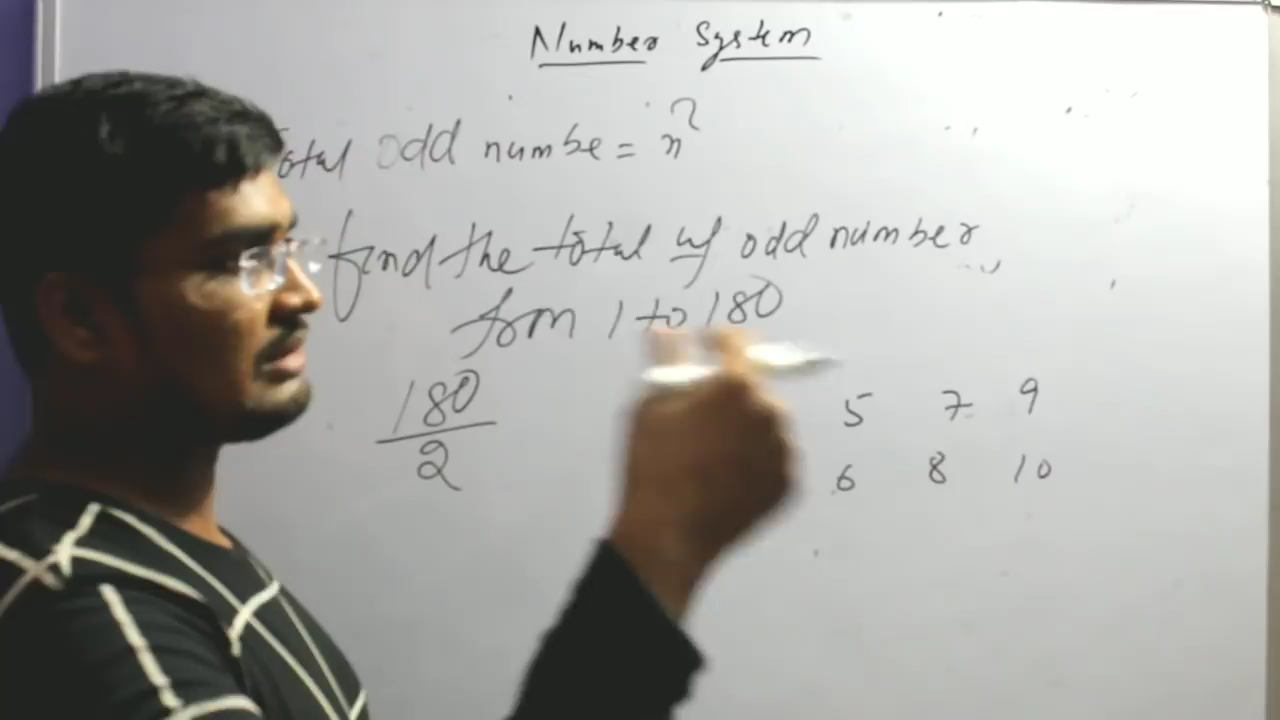 Number System
otal odd numbe = n²
find the total of odd number
form 1 to 180
180
2
5 7 9
6 8 10